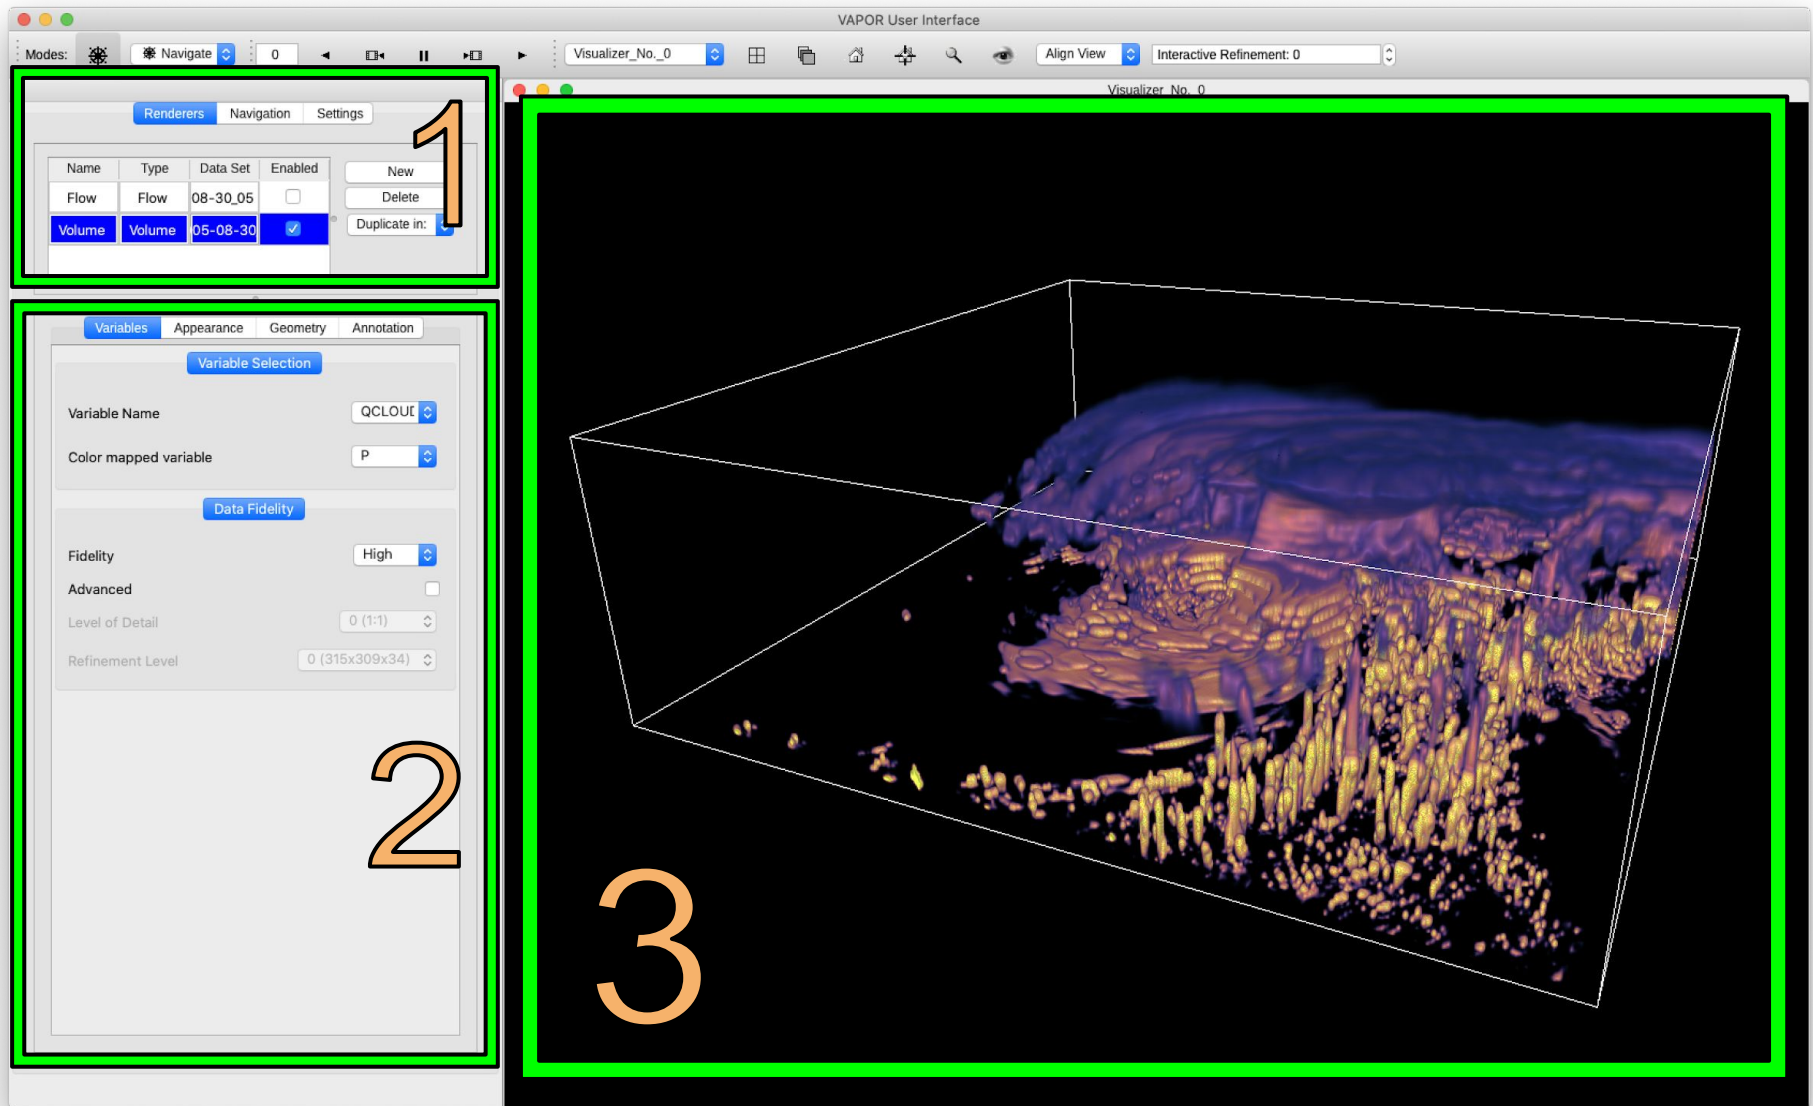 VAPOR User Interface
Modes: Navigate 0 Visualizer_No._0 Align View Interactive Refinement: 0
Visualizer_No._0
Renderers Navigation Settings
1
Name Type Data Set Enabled
New
Flow Flow 08-30_05
Delete
Volume Volume 05-08-30
Duplicate in:
Variables Appearance Geometry Annotation
Variable Selection
Variable Name QCLOUD
Color mapped variable P
Data Fidelity
Fidelity High
Advanced
Level of Detail 0 (1:1)
Refinement Level 0 (315x309x34)
2
3